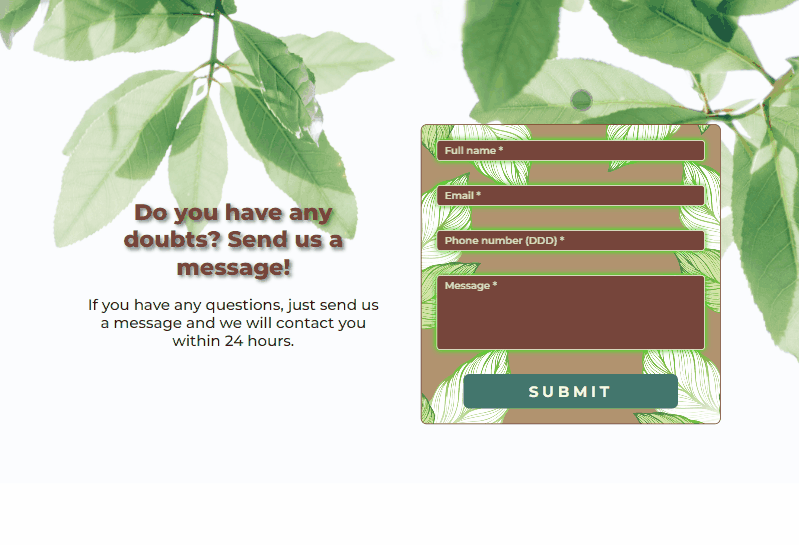 Do you have any
doubts? Send us a
message!
If you have any questions, just send us
a message and we will contact you
within 24 hours.
Full name *
Email *
Phone number (DDD) *
Message *
SUBMIT